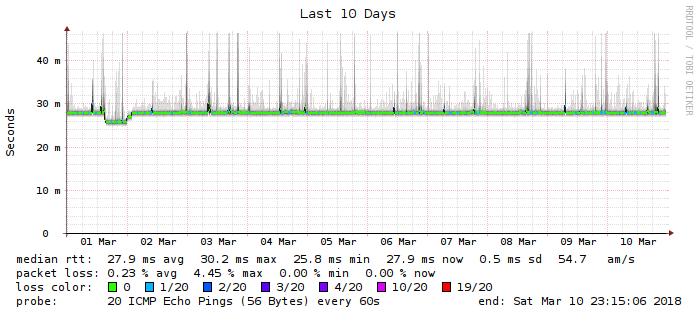 Last 10 Days
RRDTOOL / TOBI OETIKER
Seconds
40 m
30 m
20 m
10 m
0
01 Mar 02 Mar 03 Mar 04 Mar 05 Mar 06 Mar 07 Mar 08 Mar 09 Mar 10 Mar
median rtt: 27.9 ms avg 30.2 ms max 25.8 ms min 27.9 ms now 0.5 ms sd 54.7 am/s
packet loss: 0.23 % avg 4.45 % max 0.00 % min 0.00 % now
loss color: 0 1/20 2/20 3/20 4/20 10/20 19/20
probe: 20 ICMP Echo Pings (56 Bytes) every 60s end: Sat Mar 10 23:15:06 2018